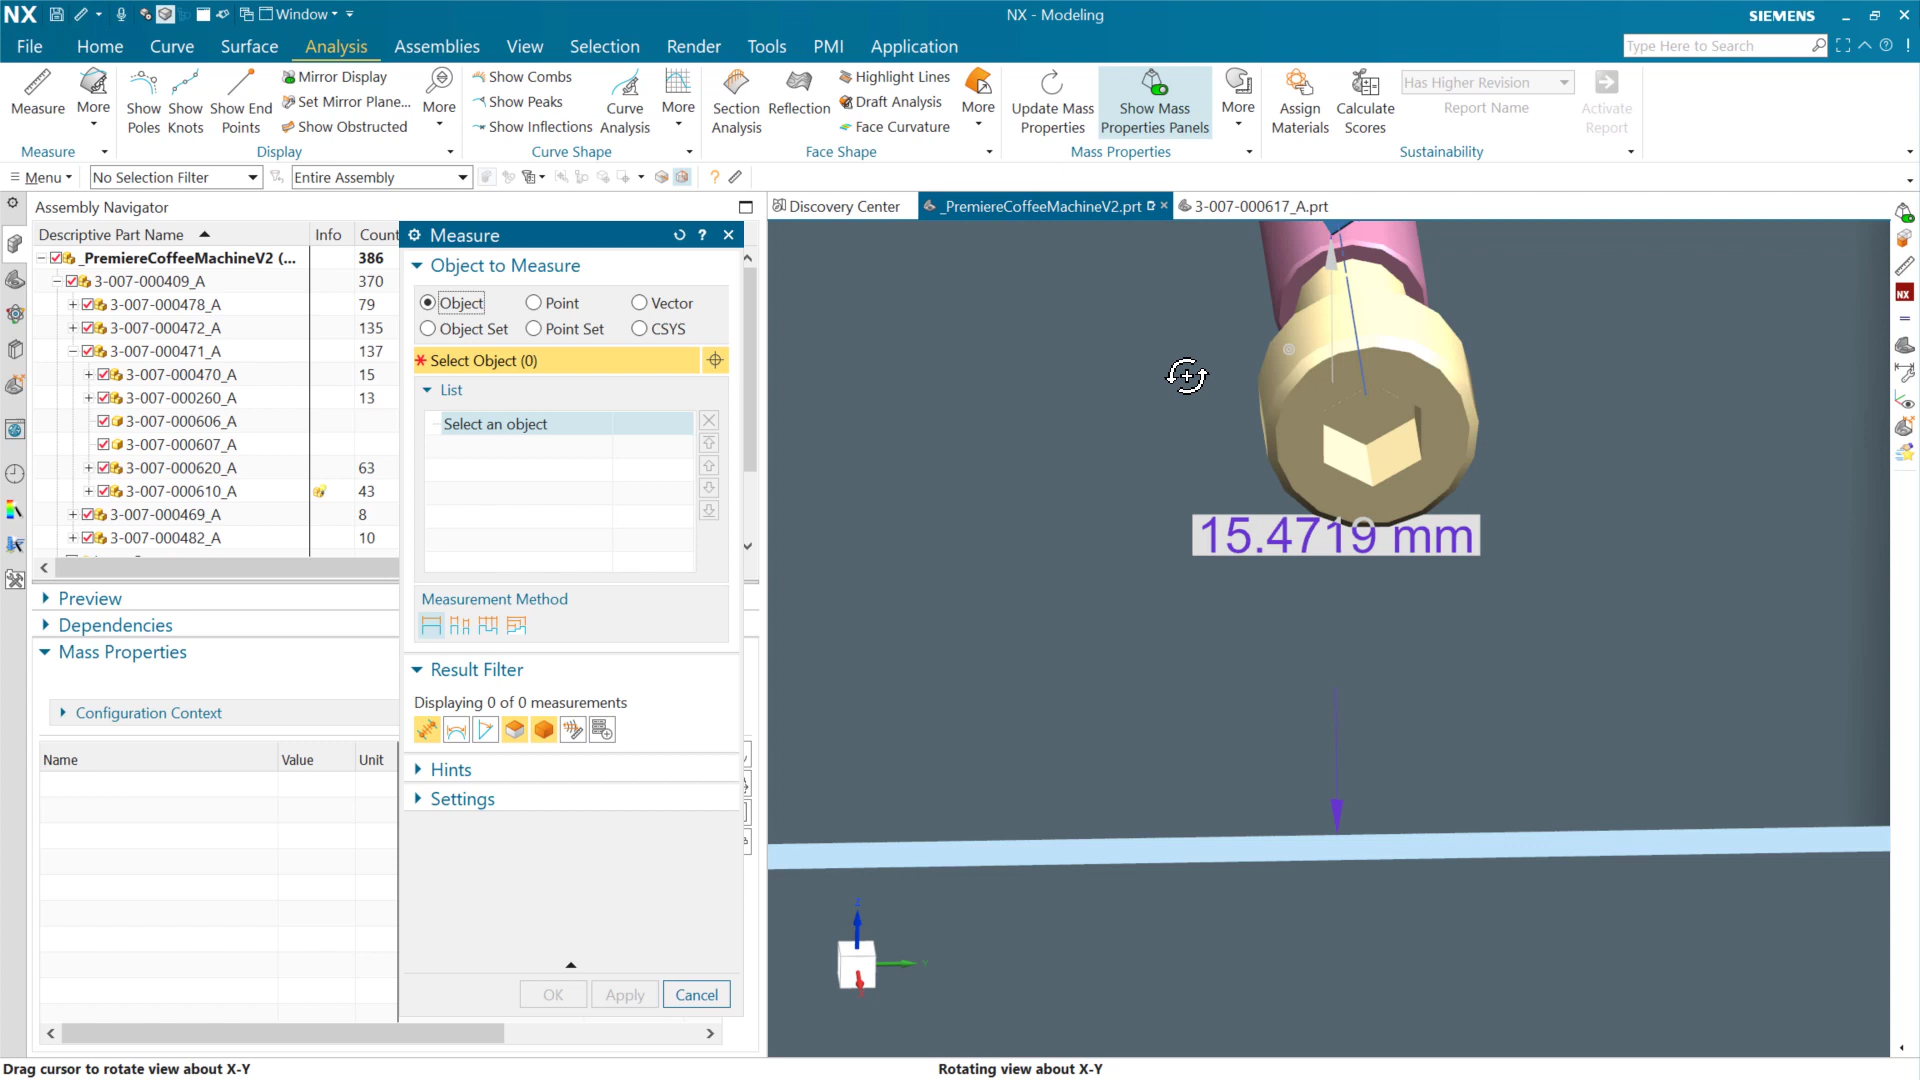 NX
Window
NX - Modeling
SIEMENS
File
Home
Curve
Surface
Analysis
Assemblies
View
Selection
Render
Tools
PMI
Application
Type Here to Search
Measure
More
Show Poles
Show Knots
Show End Points
Mirror Display
Set Mirror Plane...
Show Obstructed
More
Show Combs
Show Peaks
Show Inflections
Curve Analysis
More
Section Analysis
Reflection
Highlight Lines
Draft Analysis
Face Curvature
More
Update Mass Properties
Show Mass Properties Panels
More
Assign Materials
Calculate Scores
Has Higher Revision
Report Name
Activate Report
Measure
Display
Curve Shape
Face Shape
Mass Properties
Sustainability
Menu
No Selection Filter
Entire Assembly
Assembly Navigator
Discovery Center
_PremiereCoffeeMachineV2.prt
3-007-000617_A.prt
Descriptive Part Name
Info
Count
_PremiereCoffeeMachineV2 (...
386
3-007-000409_A
370
3-007-000478_A
79
3-007-000472_A
135
3-007-000471_A
137
3-007-000470_A
15
3-007-000260_A
13
3-007-000606_A
3-007-000607_A
3-007-000620_A
63
3-007-000610_A
43
3-007-000469_A
8
3-007-000482_A
10
Preview
Dependencies
Mass Properties
Configuration Context
Name
Value
Unit
Measure
Object to Measure
Object
Point
Vector
Object Set
Point Set
CSYS
* Select Object (0)
List
Select an object
Measurement Method
Result Filter
Displaying 0 of 0 measurements
Hints
Settings
OK
Apply
Cancel
15.4719 mm
Z
NX
Drag cursor to rotate view about X-Y
Rotating view about X-Y